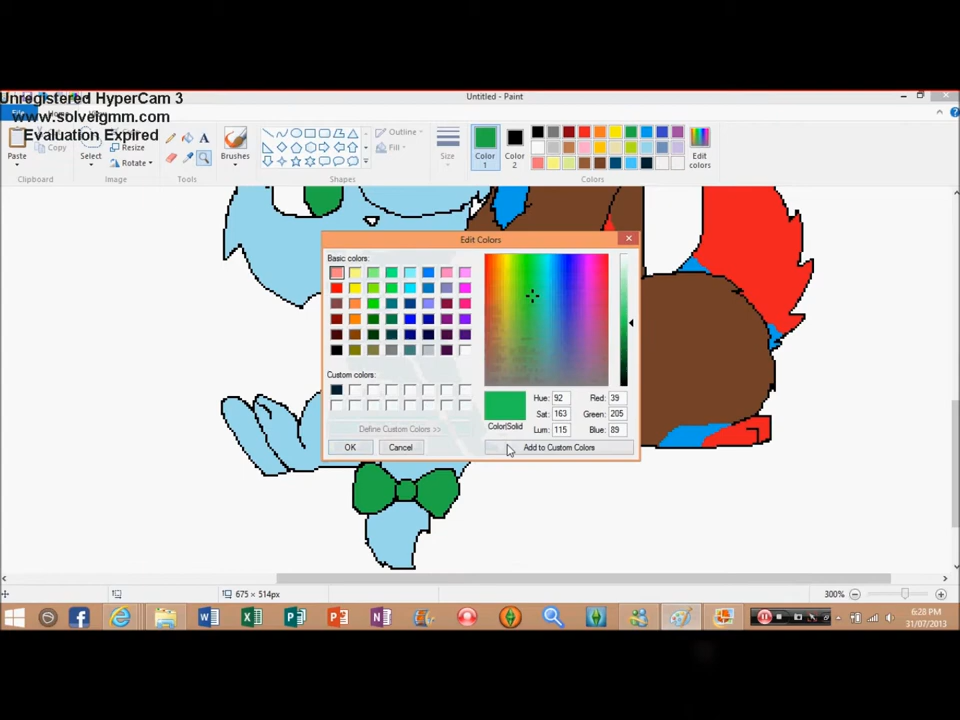 Unregistered HyperCam 3
www.solveigmm.com
Evaluation Expired
Untitled - Paint
File
Paste
Copy
Select
Resize
Rotate
A
Brushes
Outline
Fill
Size
Color 1
Color 2
Edit colors
Clipboard
Image
Tools
Shapes
Colors
Edit Colors
Basic colors:
Custom colors:
Define Custom Colors >>
OK
Cancel
Color|Solid
Hue: 92
Sat: 163
Lum: 115
Red: 39
Green: 205
Blue: 89
Add to Custom Colors
675 × 514px
300%
6:28 PM
31/07/2013